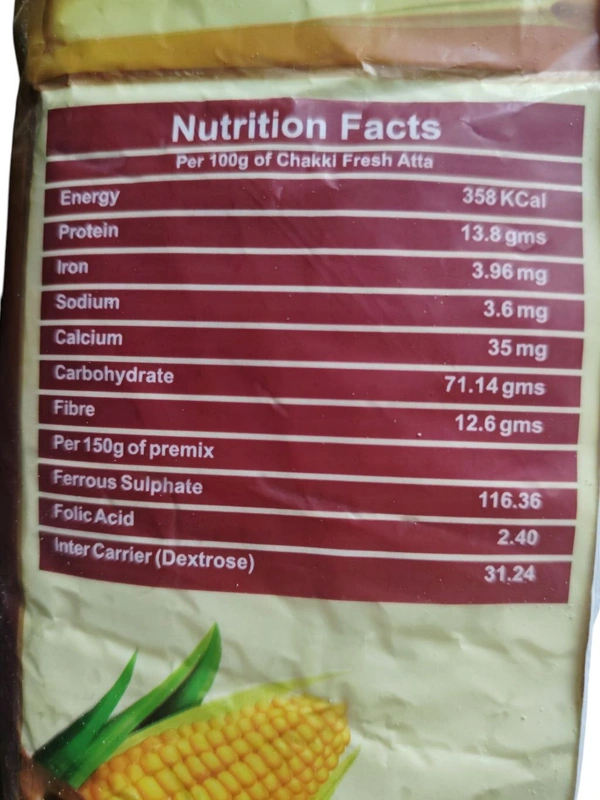 Nutrition Facts
Per 100g of Chakki Fresh Atta
Energy 358 KCal
Protein 13.8 gms
Iron 3.96 mg
Sodium 3.6 mg
Calcium 35 mg
Carbohydrate 71.14 gms
Fibre 12.6 gms
Per 150g of premix
Ferrous Sulphate 116.36
Folic Acid 2.40
Inter Carrier (Dextrose) 31.24